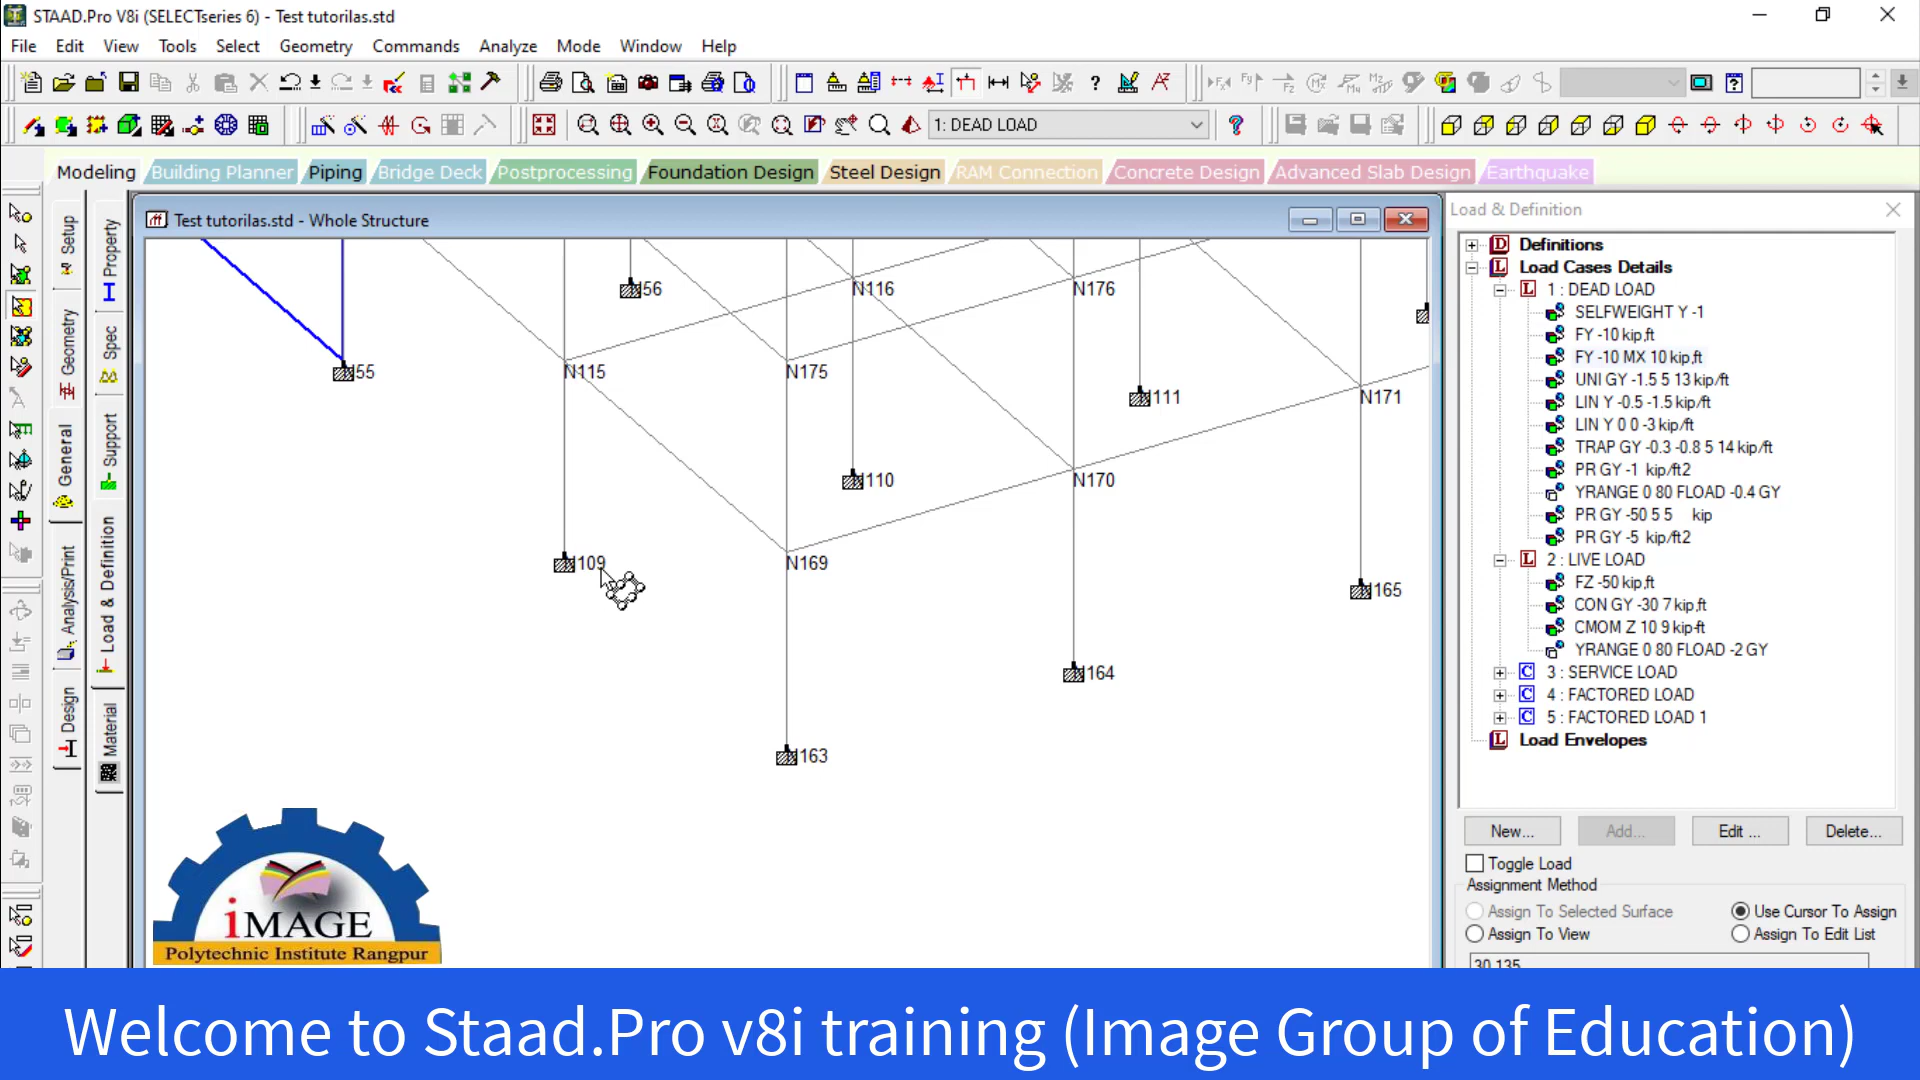 STAAD.Pro V8i (SELECTseries 6) - Test tutorilas.std
File Edit View Tools Select Geometry Commands Analyze Mode Window Help
1: DEAD LOAD
Modeling Building Planner Piping Bridge Deck Postprocessing Foundation Design Steel Design RAM Connection Concrete Design Advanced Slab Design Earthquake
Setup
Geometry
General
Analysis/Print
Design
Property
Spec
Support
Load & Definition
Material
Test tutorilas.std - Whole Structure
N116
N176
N115
N175
N171
N170
N169
56
55
111
110
109
165
164
163
iMAGE
Polytechnic Institute Rangpur
Load & Definition
Definitions
Load Cases Details
1 : DEAD LOAD
SELFWEIGHT Y -1
FY -10 kip,ft
FY -10 MX 10 kip,ft
UNI GY -1.5 5 13 kip/ft
LIN Y -0.5 -1.5 kip/ft
LIN Y 0 0 -3 kip/ft
TRAP GY -0.3 -0.8 5 14 kip/ft
PR GY -1 kip/ft2
YRANGE 0 80 FLOAD -0.4 GY
PR GY -50 5 5 kip
PR GY -5 kip/ft2
2 : LIVE LOAD
FZ -50 kip,ft
CON GY -30 7 kip,ft
CMOM Z 10 9 kip-ft
YRANGE 0 80 FLOAD -2 GY
3 : SERVICE LOAD
4 : FACTORED LOAD
5 : FACTORED LOAD 1
Load Envelopes
New... Add... Edit ... Delete...
Toggle Load
Assignment Method
Assign To Selected Surface Use Cursor To Assign
Assign To View Assign To Edit List
30 135
Welcome to Staad.Pro v8i training (Image Group of Education)